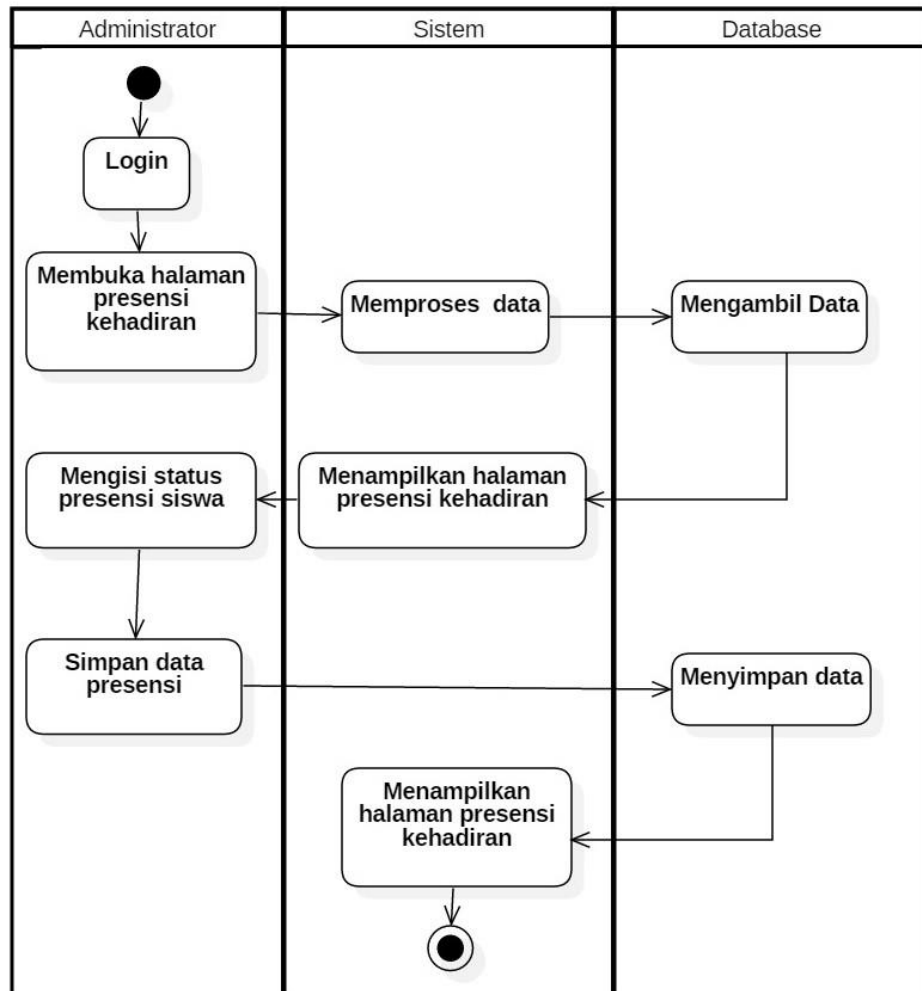 Administrator
Sistem
Database
Login
Membuka halaman
presensi
kehadiran
Memproses data
Mengambil Data
Menampilkan halaman
presensi kehadiran
Mengisi status
presensi siswa
Simpan data
presensi
Menyimpan data
Menampilkan
halaman presensi
kehadiran